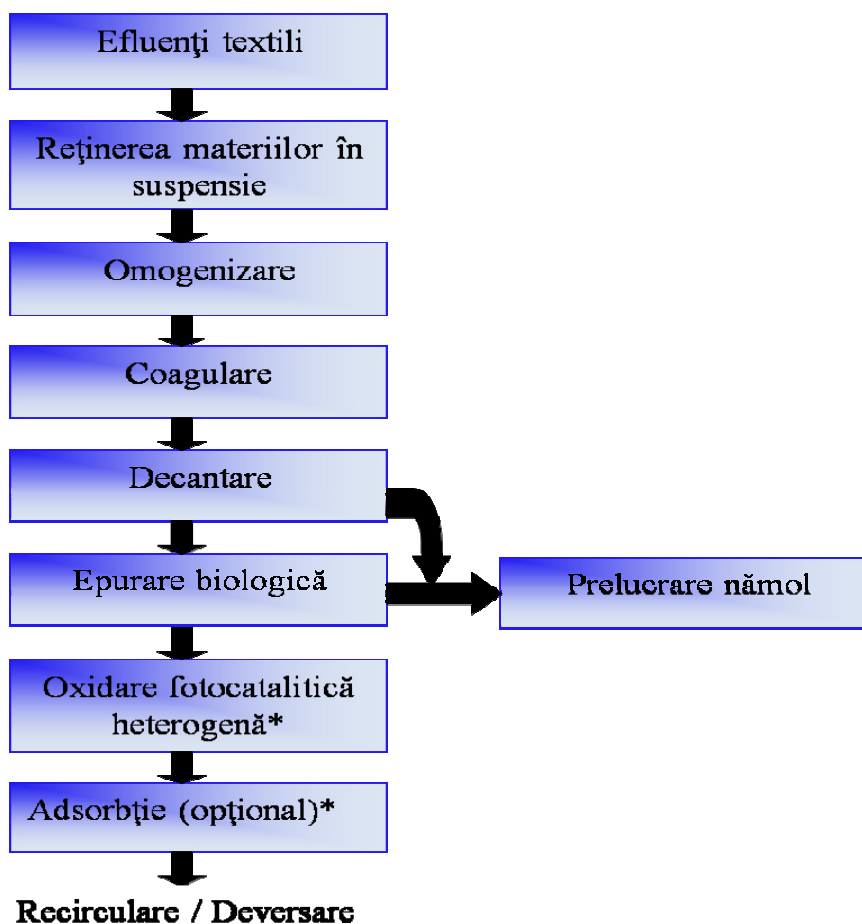 Efluenţi textili
Reţinerea materiilor în
suspensie
Omogenizare
Coagulare
Decantare
Epurare biologică
Prelucrare nămol
Oxidare fotocatalitică
heterogenă*
Adsorbţie (opţional)*
Recirculare / Deversare